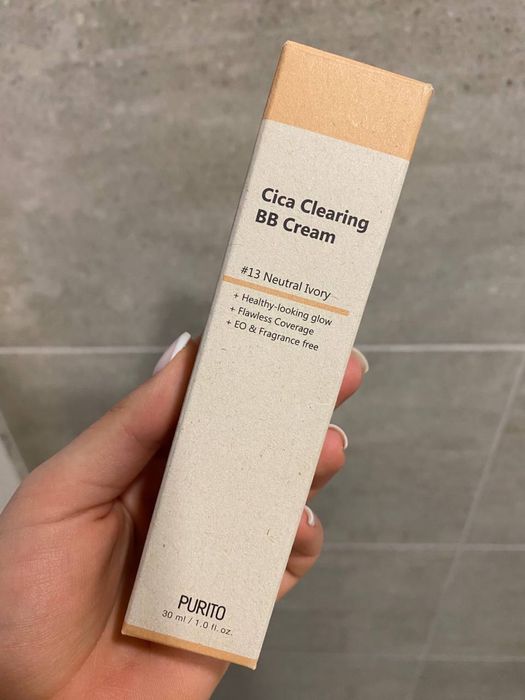 Cica Clearing
BB Cream
#13 Neutral Ivory
+ Healthy-looking glow
+ Flawless Coverage
+ EO & Fragrance free
PURITO
30 ml / 1.0 fl. oz.